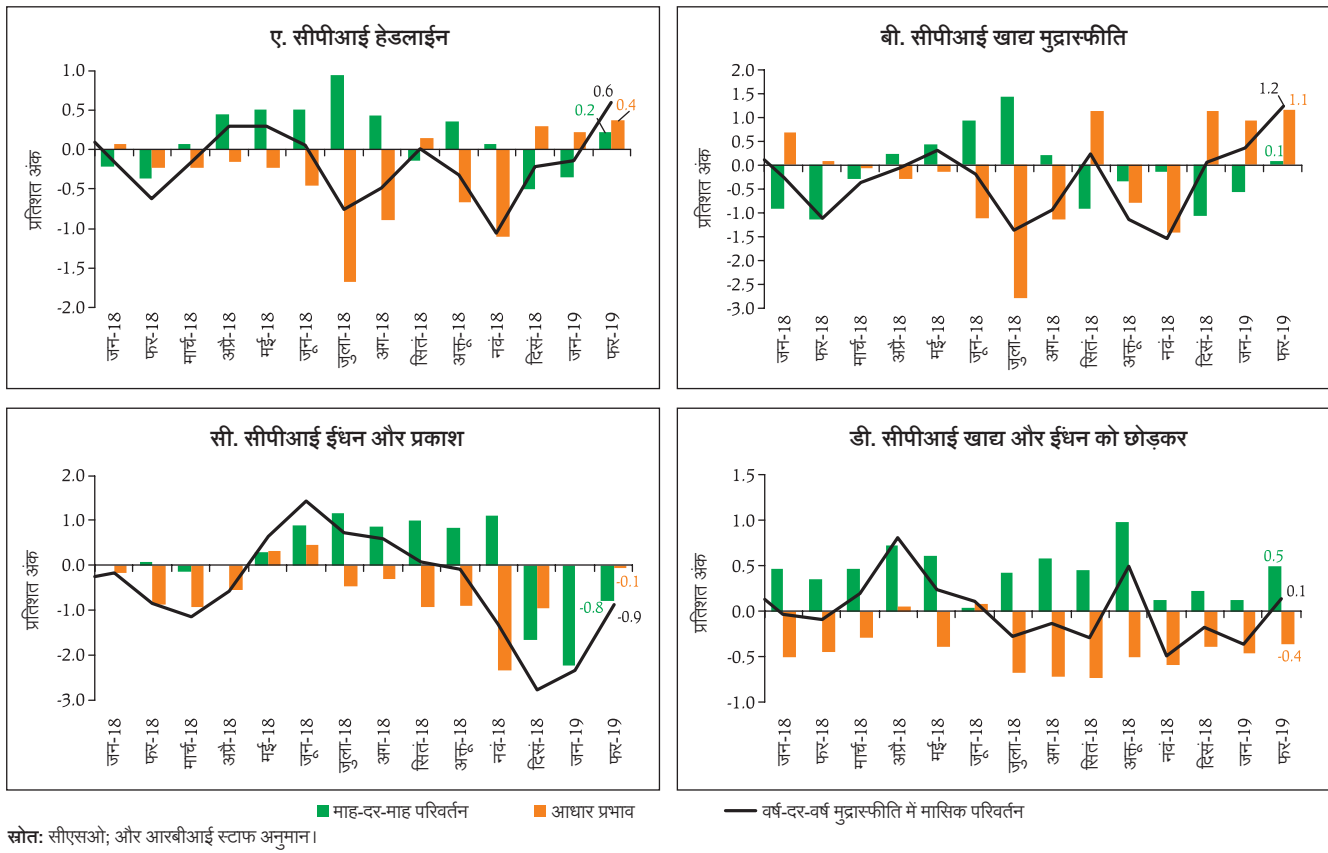 ए. सीपीआई हेडलाईन
प्रतिशत अंक
1.0
0.5
0.0
-0.5
-1.0
-1.5
-2.0
0.6
0.2
0.4
जन-18
फर-18
मार्च-18
अप्रै-18
मई-18
जून-18
जुला-18
अग-18
सितं-18
अक्तू-18
नवं-18
दिसं-18
जन-19
फर-19
बी. सीपीआई खाद्य मुद्रास्फीति
प्रतिशत अंक
2.0
1.5
1.0
0.5
0.0
-0.5
-1.0
-1.5
-2.0
-2.5
-3.0
1.2
1.1
0.1
जन-18
फर-18
मार्च-18
अप्रै-18
मई-18
जून-18
जुला-18
अग-18
सितं-18
अक्तू-18
नवं-18
दिसं-18
जन-19
फर-19
सी. सीपीआई ईंधन और प्रकाश
प्रतिशत अंक
2.0
1.0
0.0
-1.0
-2.0
-3.0
-0.1
-0.8
-0.9
जन-18
फर-18
मार्च-18
अप्रै-18
मई-18
जून-18
जुला-18
अग-18
सितं-18
अक्तू-18
नवं-18
दिसं-18
जन-19
फर-19
डी. सीपीआई खाद्य और ईंधन को छोड़कर
प्रतिशत अंक
1.5
1.0
0.5
0.0
-0.5
-1.0
0.5
0.1
-0.4
जन-18
फर-18
मार्च-18
अप्रै-18
मई-18
जून-18
जुला-18
अग-18
सितं-18
अक्तू-18
नवं-18
दिसं-18
जन-19
फर-19
माह-दर-माह परिवर्तन आधार प्रभाव वर्ष-दर-वर्ष मुद्रास्फीति में मासिक परिवर्तन
स्रोत: सीएसओ; और आरबीआई स्टाफ अनुमान।